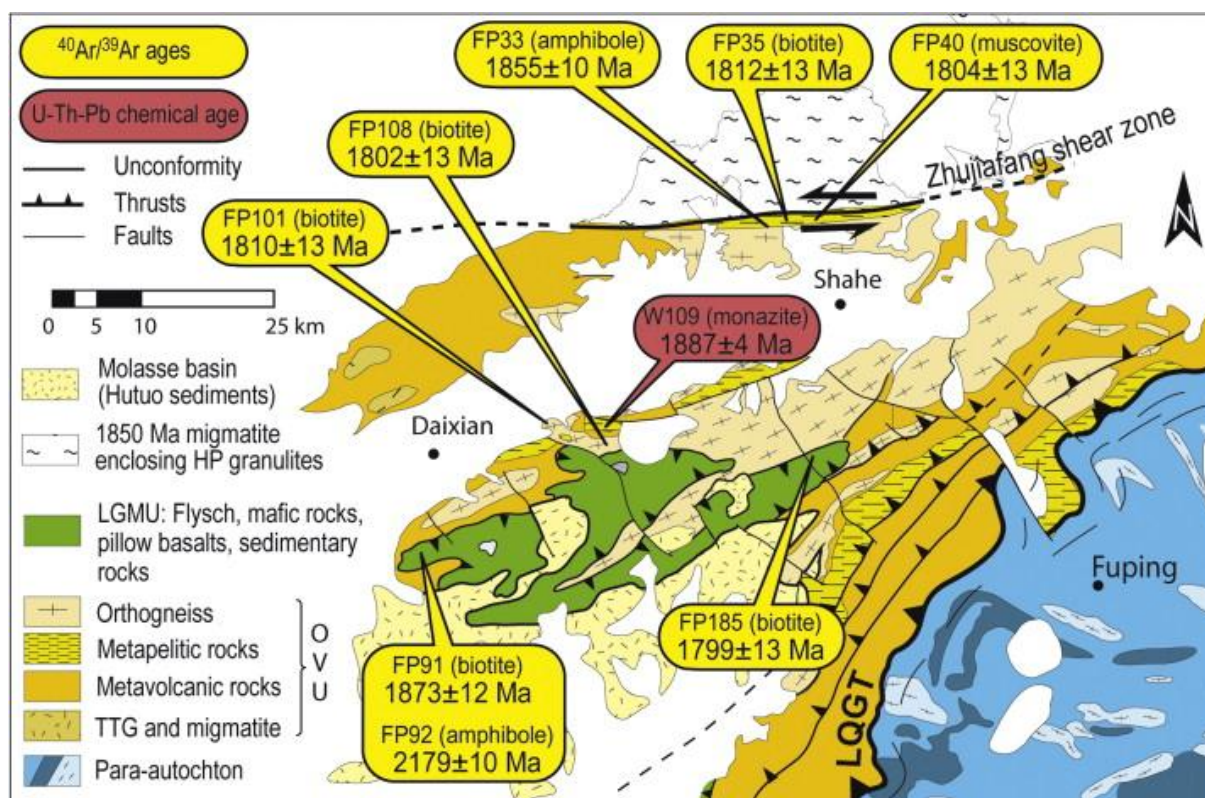 40Ar/39Ar ages
U-Th-Pb chemical age
Unconformity
Thrusts
Faults
0 5 10 25 km
Molasse basin
(Hutuo sediments)
1850 Ma migmatite
enclosing HP granulites
LGMU: Flysch, mafic rocks,
pillow basalts, sedimentary
rocks
Orthogneiss
Metapelitic rocks
Metavolcanic rocks
TTG and migmatite
O
V
U
Para-autochton
FP33 (amphibole)
1855±10 Ma
FP35 (biotite)
1812±13 Ma
FP40 (muscovite)
1804±13 Ma
FP108 (biotite)
1802±13 Ma
FP101 (biotite)
1810±13 Ma
Zhujiafang shear zone
N
Shahe
W109 (monazite)
1887±4 Ma
Daixian
Fuping
FP185 (biotite)
1799±13 Ma
FP91 (biotite)
1873±12 Ma
FP92 (amphibole)
2179±10 Ma
LQGT